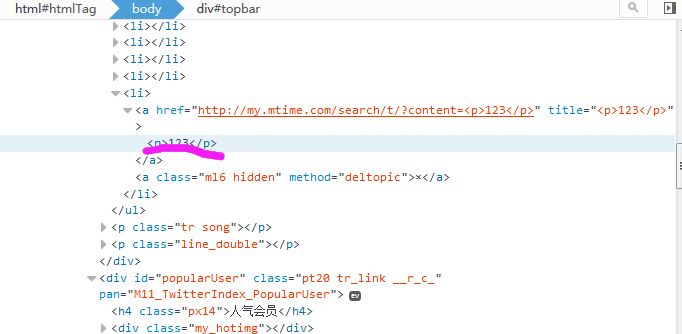 html#htmlTag body div#topbar
<li></li>
<li></li>
<li></li>
<li></li>
<li>
<a href="http://my.mtime.com/search/t/?content=<p>123</p>" title="<p>123</p>"
>
<p>123</p>
</a>
<a class="ml6 hidden" method="deltopic">×</a>
</li>
</ul>
<p class="tr song"></p>
<p class="line_double"></p>
</div>
<div id="popularUser" class="pt20 tr_link __r_c_"
pan="M11_TwitterIndex_PopularUser"> ev
<h4 class="px14">人气会员</h4>
<div class="my_hotimg"></div>